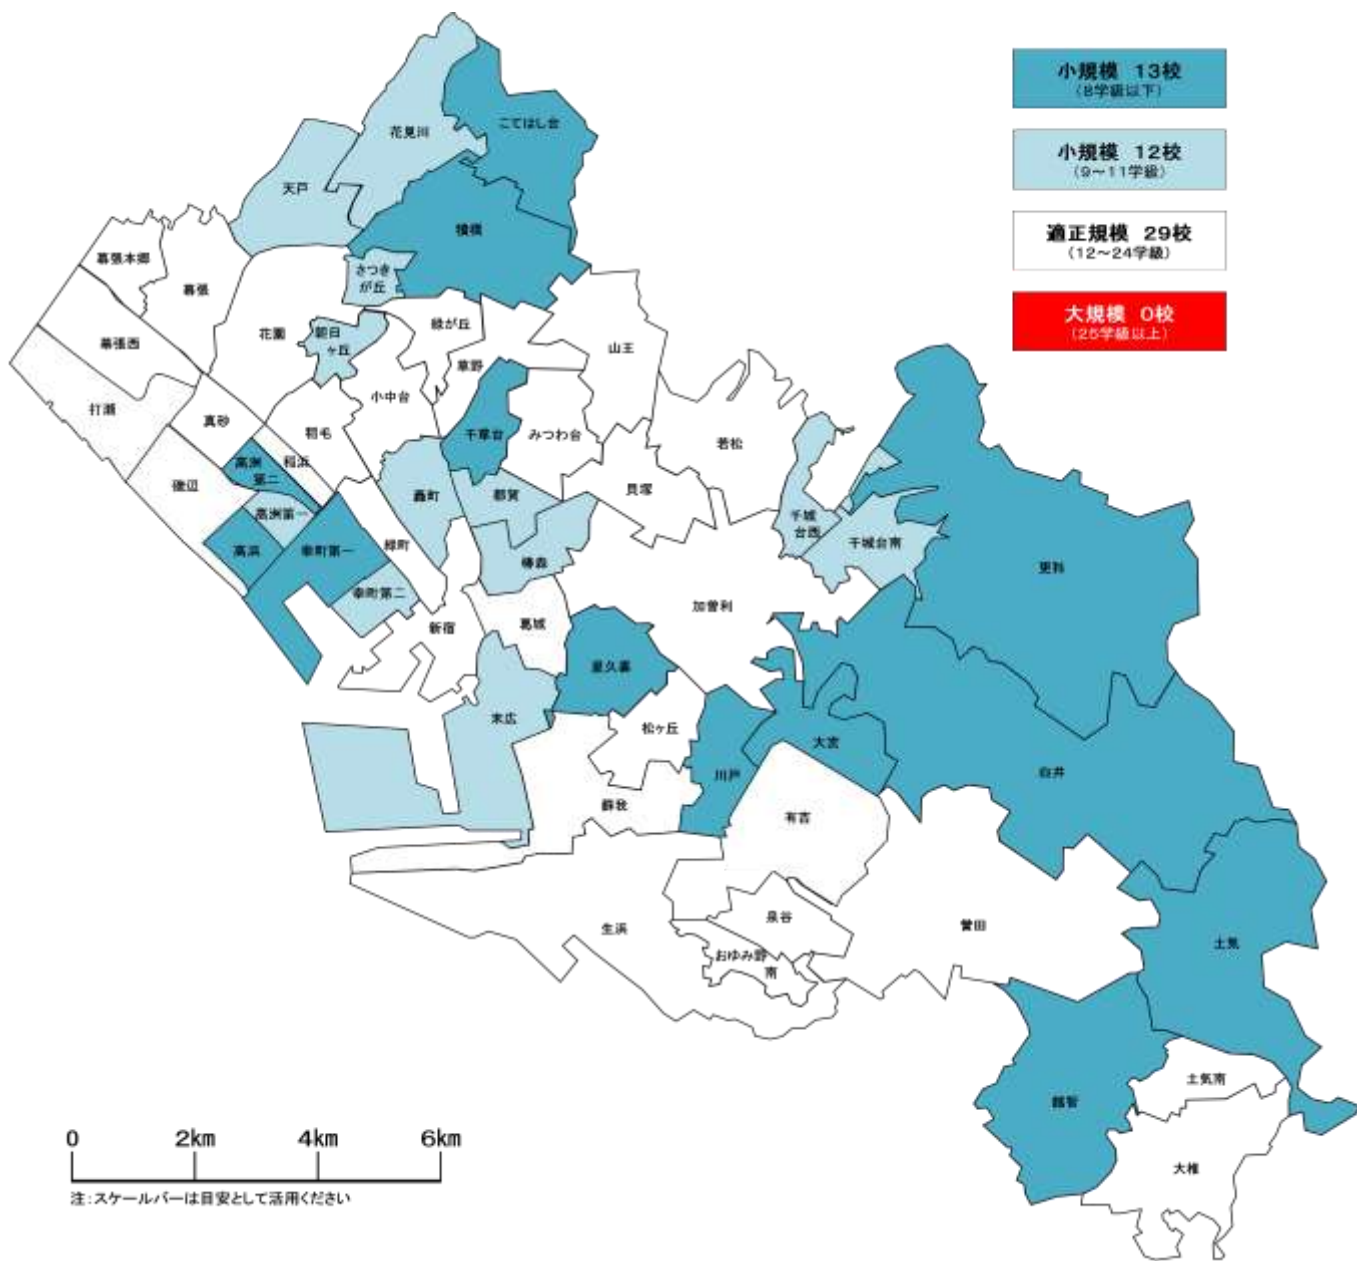 小規模 13校
(8学級以下)
小規模 12校
(9～11学級)
適正規模 29校
(12～24学級)
大規模 0校
(25学級以上)
花見川
こてはし台
天戸
犢橋
幕張本郷
幕張
さつき
が丘
花園
朝日
ヶ丘
緑が丘
幕張西
草野
山王
打瀬
真砂
小中台
稲毛
千草台
みつわ台
若松
高洲
第二
稲浜
磯辺
轟町
都賀
貝塚
高洲第一
千城
台西
高浜
幸町第一
緑町
千城台南
椿森
更科
幸町第二
新宿
葛城
加曽利
星久喜
末広
松ヶ丘
大宮
川戸
白井
蘇我
有吉
泉谷
生浜
誉田
土気
おゆみ野
南
土気南
越智
大椎
0
2km
4km
6km
注：スケールバーは目安として活用ください